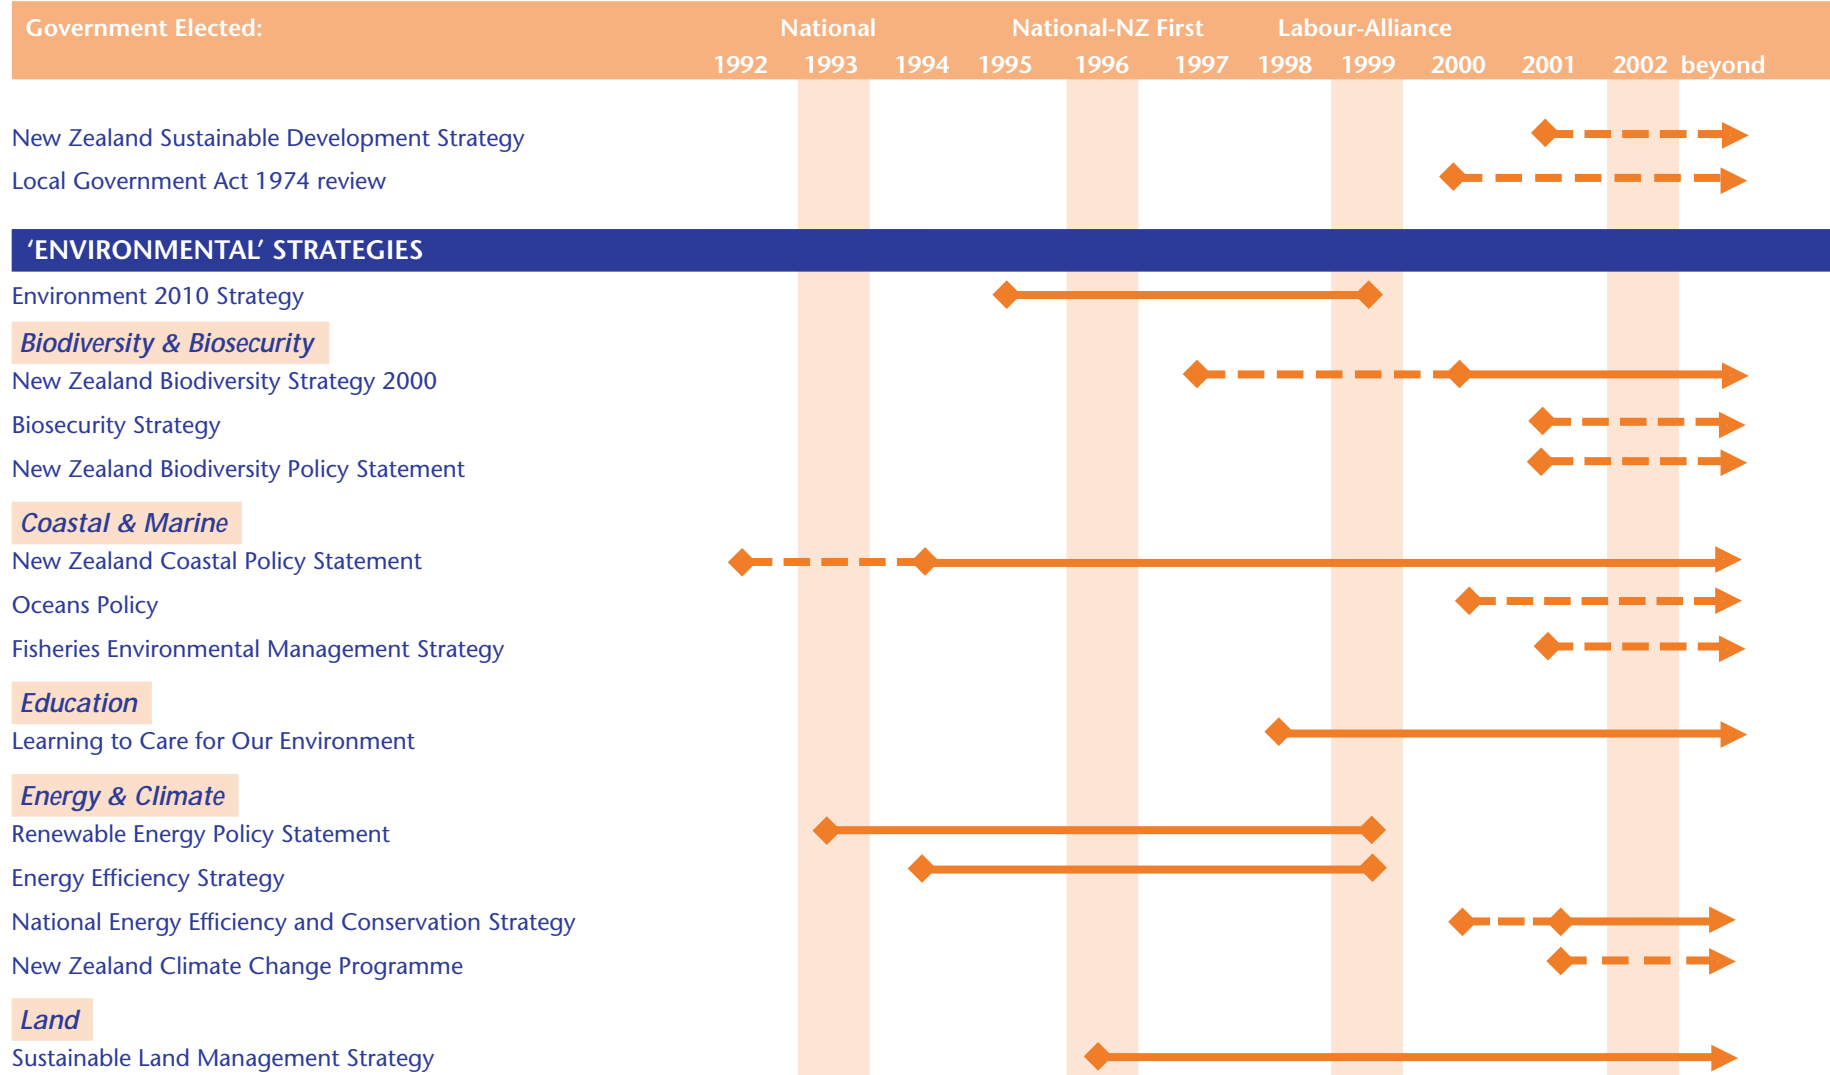 Government Elected: National National-NZ First Labour-Alliance
1992 1993 1994 1995 1996 1997 1998 1999 2000 2001 2002 beyond
New Zealand Sustainable Development Strategy
Local Government Act 1974 review
‘ENVIRONMENTAL’ STRATEGIES
Environment 2010 Strategy
Biodiversity & Biosecurity
New Zealand Biodiversity Strategy 2000
Biosecurity Strategy
New Zealand Biodiversity Policy Statement
Coastal & Marine
New Zealand Coastal Policy Statement
Oceans Policy
Fisheries Environmental Management Strategy
Education
Learning to Care for Our Environment
Energy & Climate
Renewable Energy Policy Statement
Energy Efficiency Strategy
National Energy Efficiency and Conservation Strategy
New Zealand Climate Change Programme
Land
Sustainable Land Management Strategy